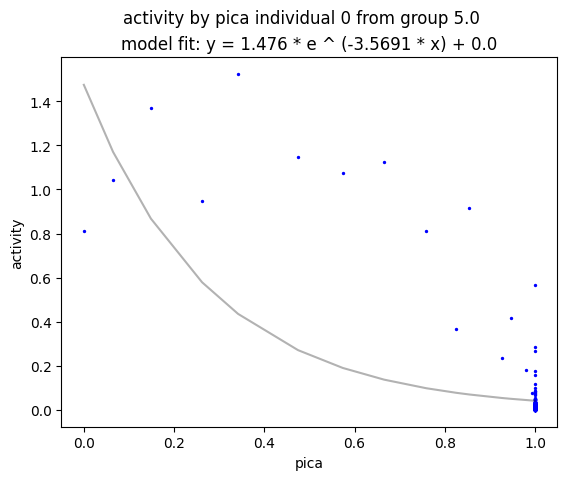 activity by pica individual 0 from group 5.0
model fit: y = 1.476 * e ^ (-3.5691 * x) + 0.0
1.4
1.2
1.0
0.8
0.6
0.4
0.2
0.0
activity
0.0 0.2 0.4 0.6 0.8 1.0
pica